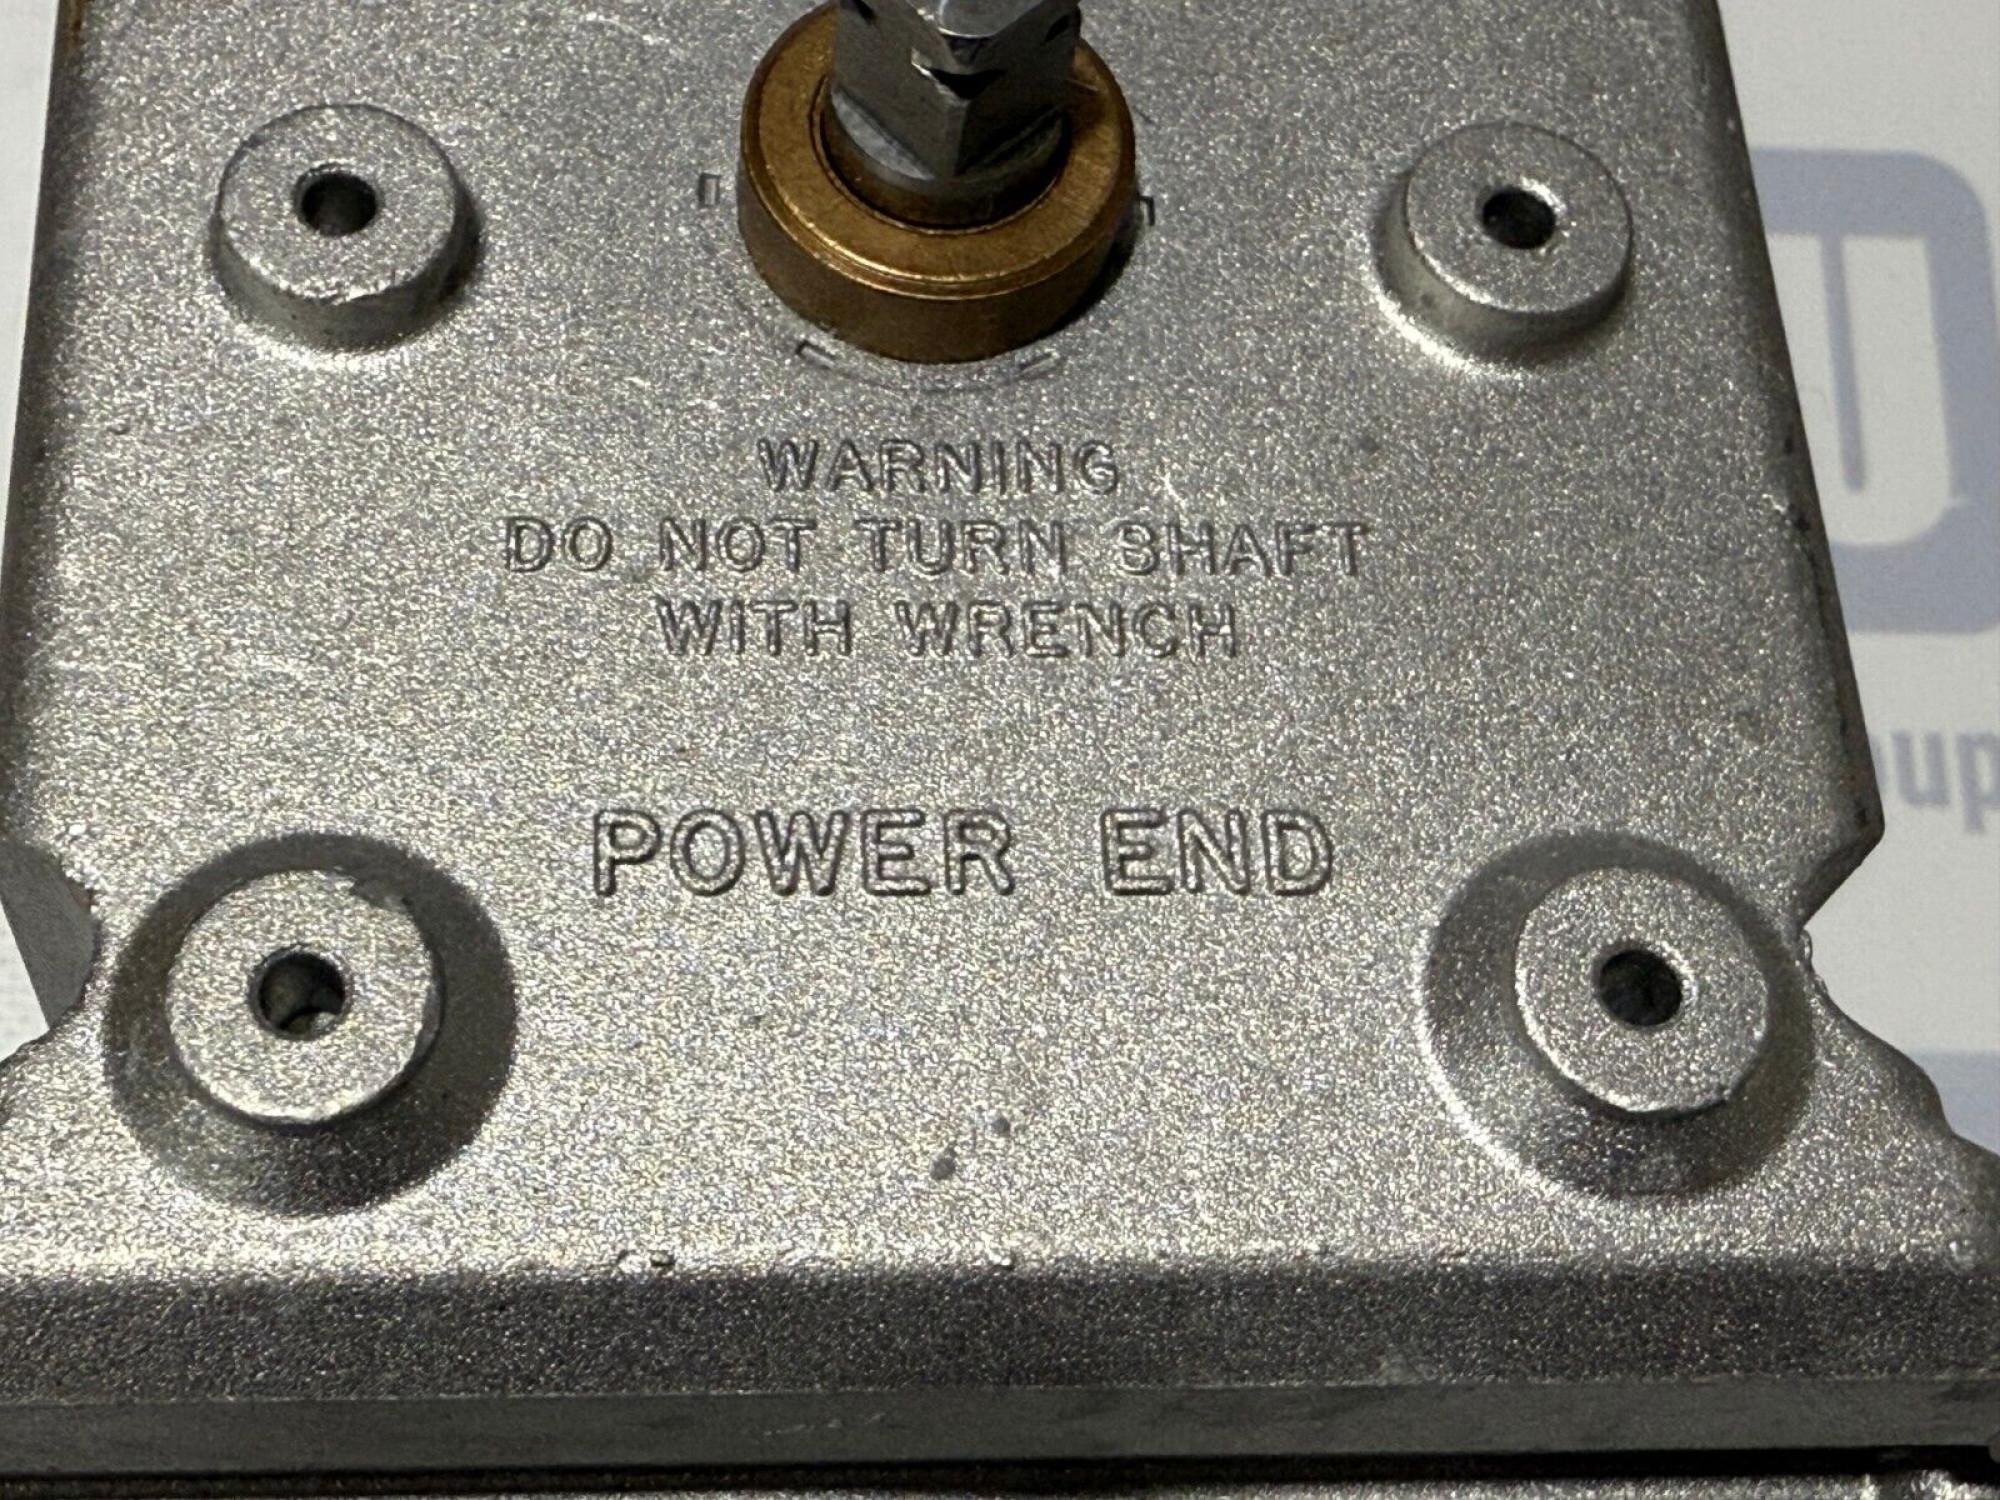 WARNING
DO NOT TURN SHAFT
WITH WRENCH
POWER END